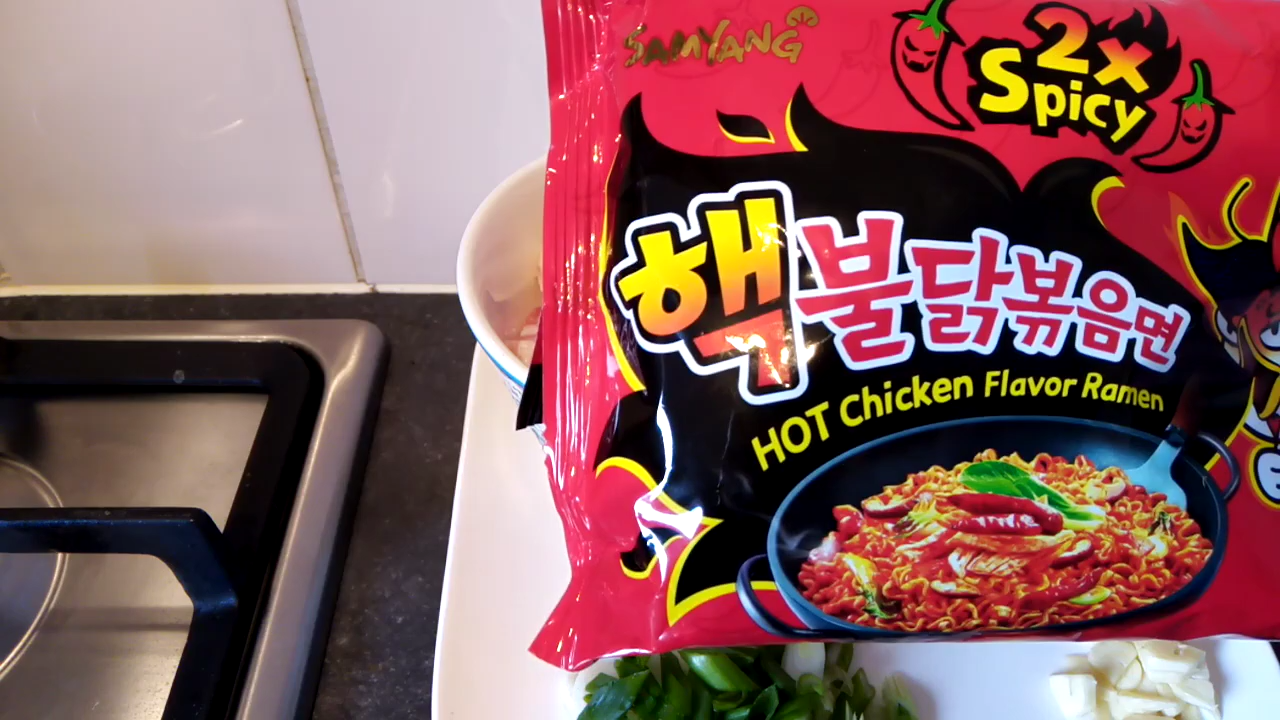 SAMYANG
2x
Spicy
핵불닭볶음면
HOT Chicken Flavor Ramen